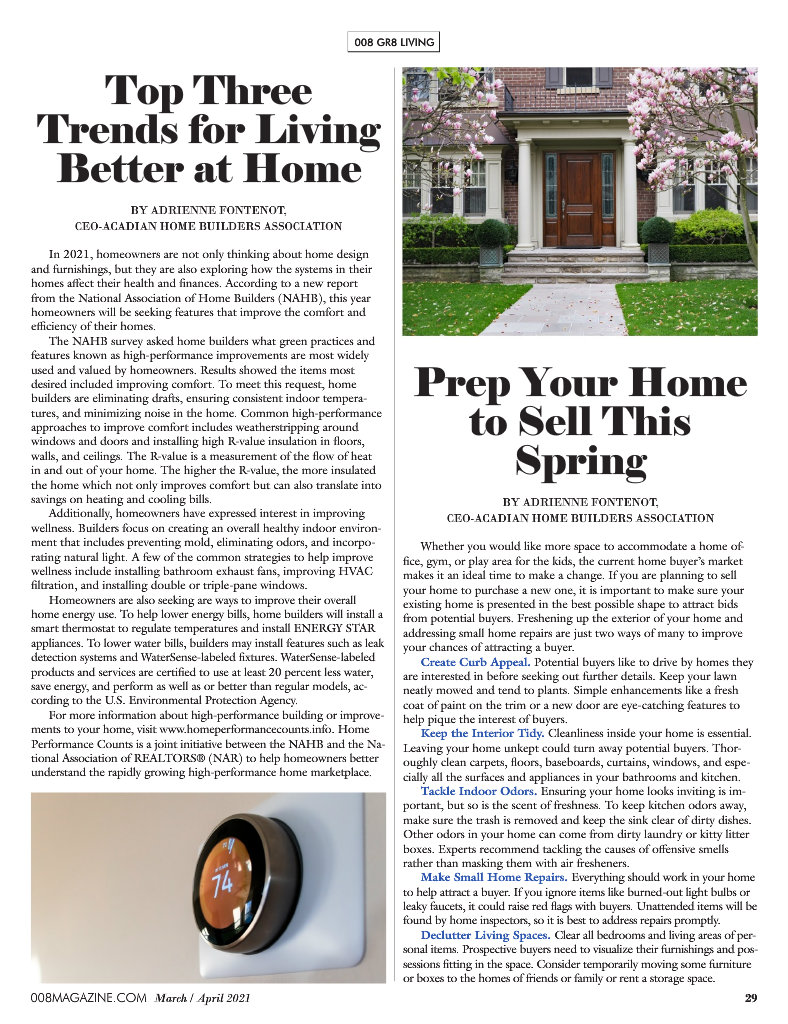 008 GR8 LIVING
Top Three
Trends for Living
Better at Home
BY ADRIENNE FONTENOT,
CEO-ACADIAN HOME BUILDERS ASSOCIATION
In 2021, homeowners are not only thinking about home design
and furnishings, but they are also exploring how the systems in their
homes affect their health and finances. According to a new report
from the National Association of Home Builders (NAHB), this year
homeowners will be seeking features that improve the comfort and
efficiency of their homes.
The NAHB survey asked home builders what green practices and
features known as high-performance improvements are most widely
used and valued by homeowners. Results showed the items most
desired included improving comfort. To meet this request, home
builders are eliminating drafts, ensuring consistent indoor tempera-
tures, and minimizing noise in the home. Common high-performance
approaches to improve comfort includes weatherstripping around
windows and doors and installing high R-value insulation in floors,
walls, and ceilings. The R-value is a measurement of the flow of heat
in and out of your home. The higher the R-value, the more insulated
the home which not only improves comfort but can also translate into
savings on heating and cooling bills.
Additionally, homeowners have expressed interest in improving
wellness. Builders focus on creating an overall healthy indoor environ-
ment that includes preventing mold, eliminating odors, and incorpo-
rating natural light. A few of the common strategies to help improve
wellness include installing bathroom exhaust fans, improving HVAC
filtration, and installing double or triple-pane windows.
Homeowners are also seeking are ways to improve their overall
home energy use. To help lower energy bills, home builders will install a
smart thermostat to regulate temperatures and install ENERGY STAR
appliances. To lower water bills, builders may install features such as leak
detection systems and WaterSense-labeled fixtures. WaterSense-labeled
products and services are certified to use at least 20 percent less water,
save energy, and perform as well as or better than regular models, ac-
cording to the U.S. Environmental Protection Agency.
For more information about high-performance building or improve-
ments to your home, visit www.homeperformancecounts.info. Home
Performance Counts is a joint initiative between the NAHB and the Na-
tional Association of REALTORS® (NAR) to help homeowners better
understand the rapidly growing high-performance home marketplace.
74
Prep Your Home
to Sell This
Spring
BY ADRIENNE FONTENOT,
CEO-ACADIAN HOME BUILDERS ASSOCIATION
Whether you would like more space to accommodate a home of-
fice, gym, or play area for the kids, the current home buyer's market
makes it an ideal time to make a change. If you are planning to sell
your home to purchase a new one, it is important to make sure your
existing home is presented in the best possible shape to attract bids
from potential buyers. Freshening up the exterior of your home and
addressing small home repairs are just two ways of many to improve
your chances of attracting a buyer.
Create Curb Appeal. Potential buyers like to drive by homes they
are interested in before seeking out further details. Keep your lawn
neatly mowed and tend to plants. Simple enhancements like a fresh
coat of paint on the trim or a new door are eye-catching features to
help pique the interest of buyers.
Keep the Interior Tidy. Cleanliness inside your home is essential.
Leaving your home unkept could turn away potential buyers. Thor-
oughly clean carpets, floors, baseboards, curtains, windows, and espe-
cially all the surfaces and appliances in your bathrooms and kitchen.
Tackle Indoor Odors. Ensuring your home looks inviting is im-
portant, but so is the scent of freshness. To keep kitchen odors away,
make sure the trash is removed and keep the sink clear of dirty dishes.
Other odors in your home can come from dirty laundry or kitty litter
boxes. Experts recommend tackling the causes of offensive smells
rather than masking them with air fresheners.
Make Small Home Repairs. Everything should work in your home
to help attract a buyer. If you ignore items like burned-out light bulbs or
leaky faucets, it could raise red flags with buyers. Unattended items will be
found by home inspectors, so it is best to address repairs promptly.
Declutter Living Spaces. Clear all bedrooms and living areas of per-
sonal items. Prospective buyers need to visualize their furnishings and pos-
sessions fitting in the space. Consider temporarily moving some furniture
or boxes to the homes of friends or family or rent a storage space.
008MAGAZINE.COM March / April 2021
29